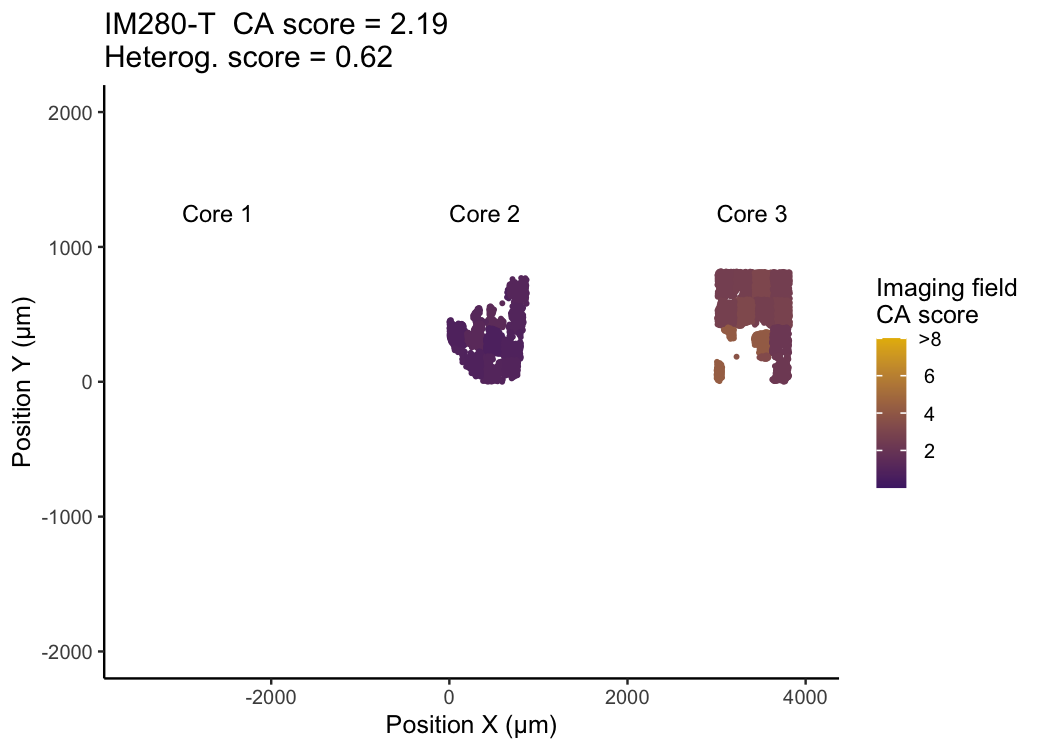 IM280-T  CA score = 2.19
Heterog. score = 0.62
Position Y (µm)
2000
1000
0
-1000
-2000
Core 1
Core 2
Core 3
-2000
0
2000
4000
Position X (µm)
Imaging field
CA score
>8
6
4
2